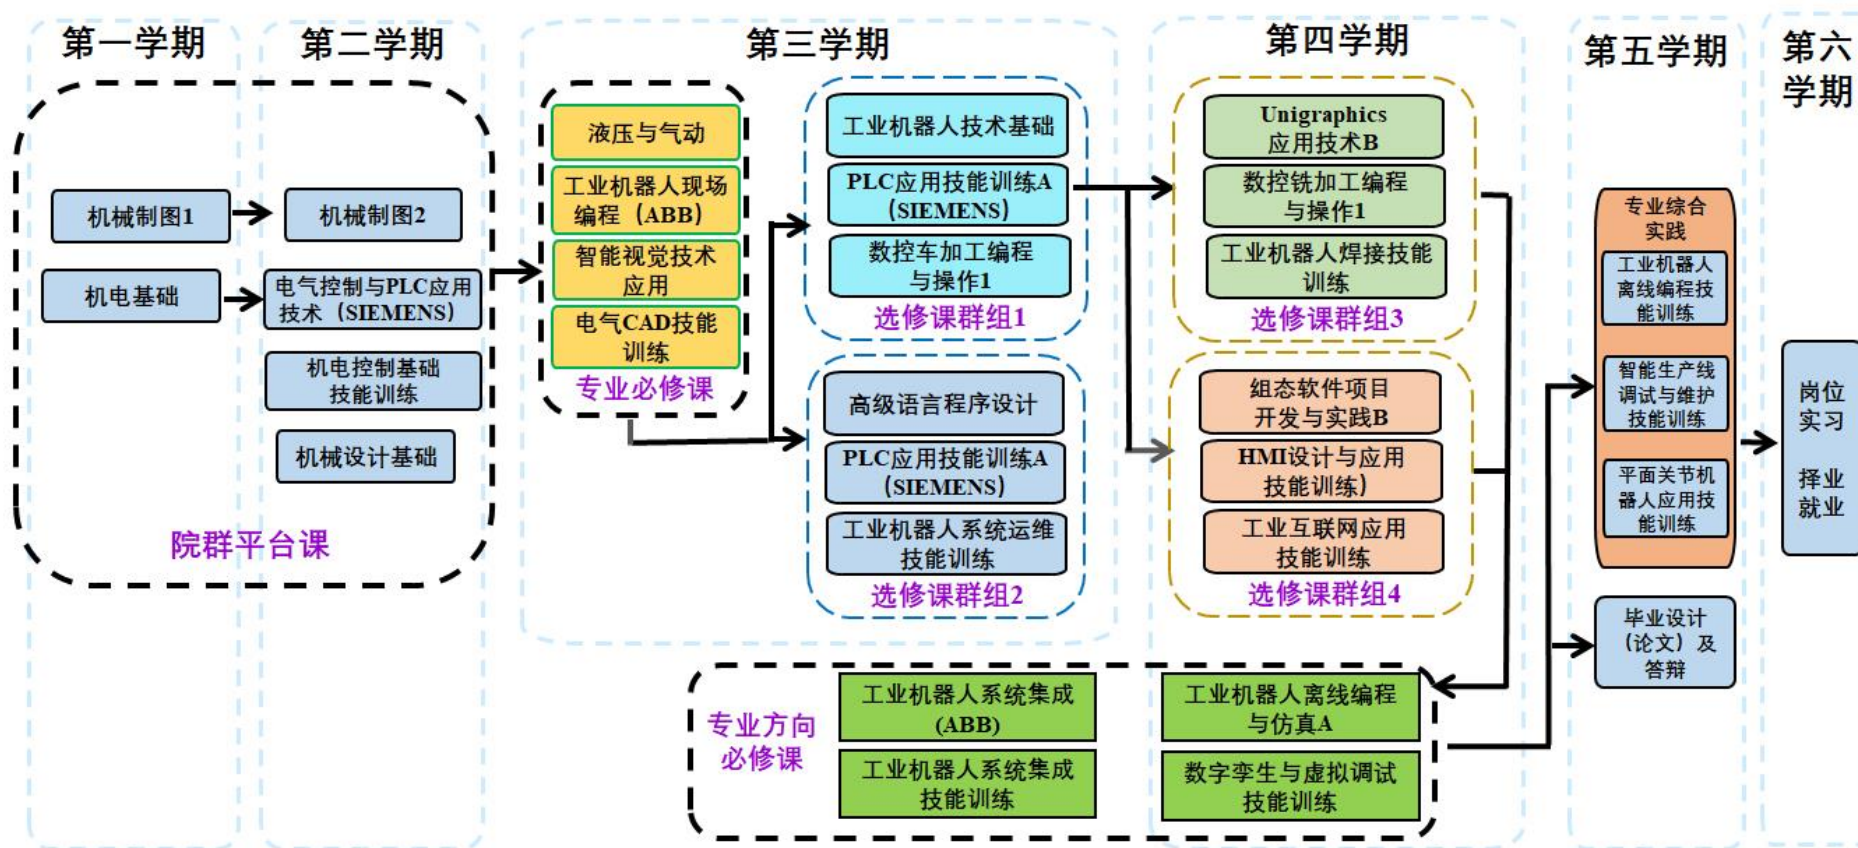 第一学期
第二学期
第三学期
第四学期
第五学期
第六
学期
机械制图1
机电基础
机械制图2
电气控制与PLC应用
技术（SIEMENS）
机电控制基础
技能训练
机械设计基础
院群平台课
液压与气动
工业机器人现场
编程（ABB）
智能视觉技术
应用
电气CAD技能
训练
专业必修课
工业机器人技术基础
PLC应用技能训练A
（SIEMENS）
数控车加工编程
与操作1
选修课群组1
高级语言程序设计
PLC应用技能训练A
（SIEMENS）
工业机器人系统运维
技能训练
选修课群组2
Unigraphics
应用技术B
数控铣加工编程
与操作1
工业机器人焊接技能
训练
选修课群组3
组态软件项目
开发与实践B
HMI设计与应用
技能训练）
工业互联网应用
技能训练
选修课群组4
专业方向
必修课
工业机器人系统集成
(ABB)
工业机器人系统集成
技能训练
工业机器人离线编程
与仿真A
数字孪生与虚拟调试
技能训练
专业综合
实践
工业机器人
离线编程技
能训练
智能生产线
调试与维护
技能训练
平面关节机
器人应用技
能训练
毕业设计
（论文）及
答辩
岗位
实习
择业
就业